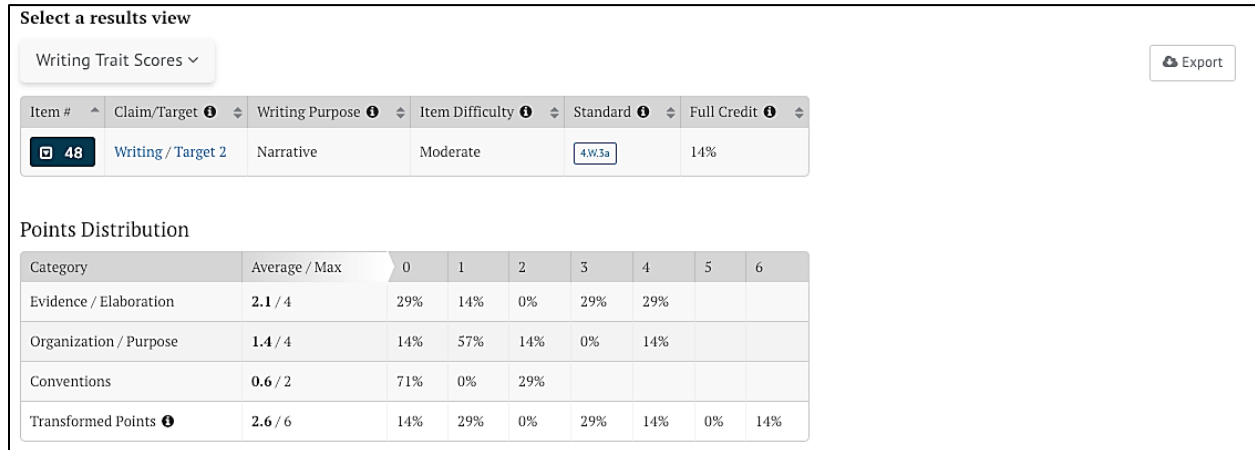 Select a results view
Writing Trait Scores
Export
Item # Claim/Target Writing Purpose Item Difficulty Standard Full Credit
48 Writing / Target 2 Narrative Moderate 4.W.3a 14%
Points Distribution
Category Average / Max 0 1 2 3 4 5 6
Evidence / Elaboration 2.1 / 4 29% 14% 0% 29% 29%
Organization / Purpose 1.4 / 4 14% 57% 14% 0% 14%
Conventions 0.6 / 2 71% 0% 29%
Transformed Points 2.6 / 6 14% 29% 0% 29% 14% 0% 14%